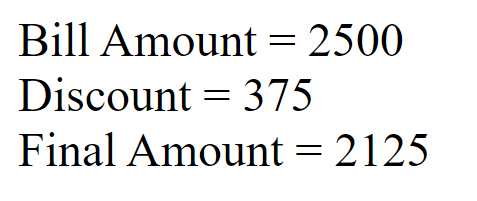 Bill Amount = 2500
Discount = 375
Final Amount = 2125